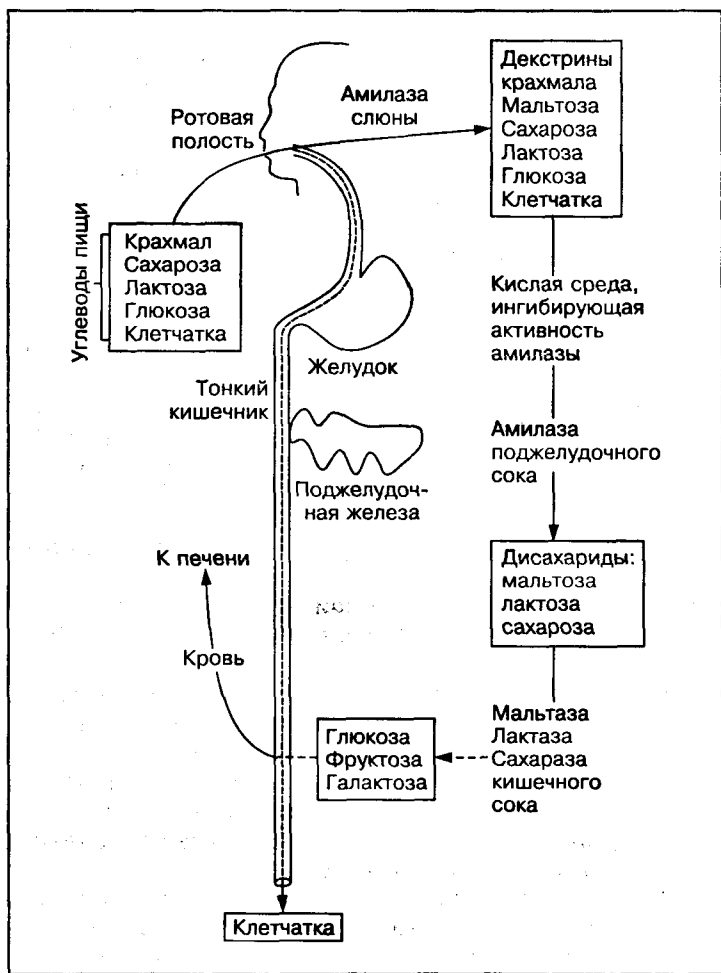 Ротовая
полость
Амилаза
слюны
Декстрины
крахмала
Мальтоза
Сахароза
Лактоза
Глюкоза
Клетчатка
Углеводы пищи
Крахмал
Сахароза
Лактоза
Глюкоза
Клетчатка
Кислая среда,
ингибирующая
активность
амилазы
Желудок
Тонкий
кишечник
Амилаза
поджелудочного
сока
Поджелудоч-
ная железа
К печени
Дисахариды:
мальтоза
лактоза
сахароза
Кровь
Глюкоза
Фруктоза
Галактоза
Мальтаза
Лактаза
Сахараза
кишечного
сока
Клетчатка